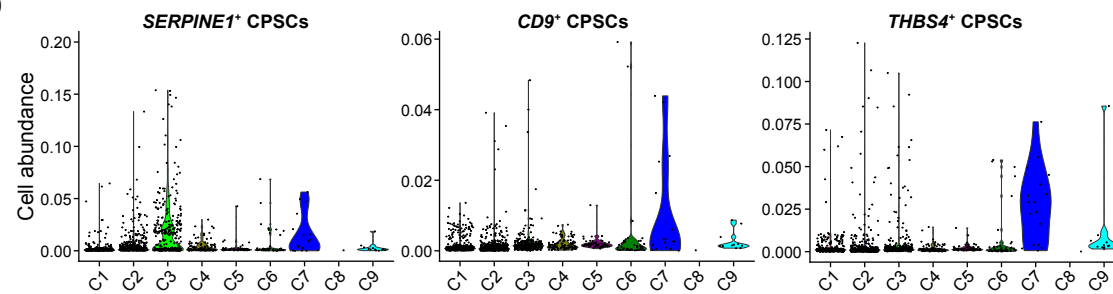 )
SERPINE1⁺ CPSCs
Cell abundance
0.20
0.15
0.10
0.05
0.00
C1 C2 C3 C4 C5 C6 C7 C8 C9
CD9⁺ CPSCs
0.06
0.04
0.02
0.00
C1 C2 C3 C4 C5 C6 C7 C8 C9
THBS4⁺ CPSCs
0.125
0.100
0.075
0.050
0.025
0.000
C1 C2 C3 C4 C5 C6 C7 C8 C9